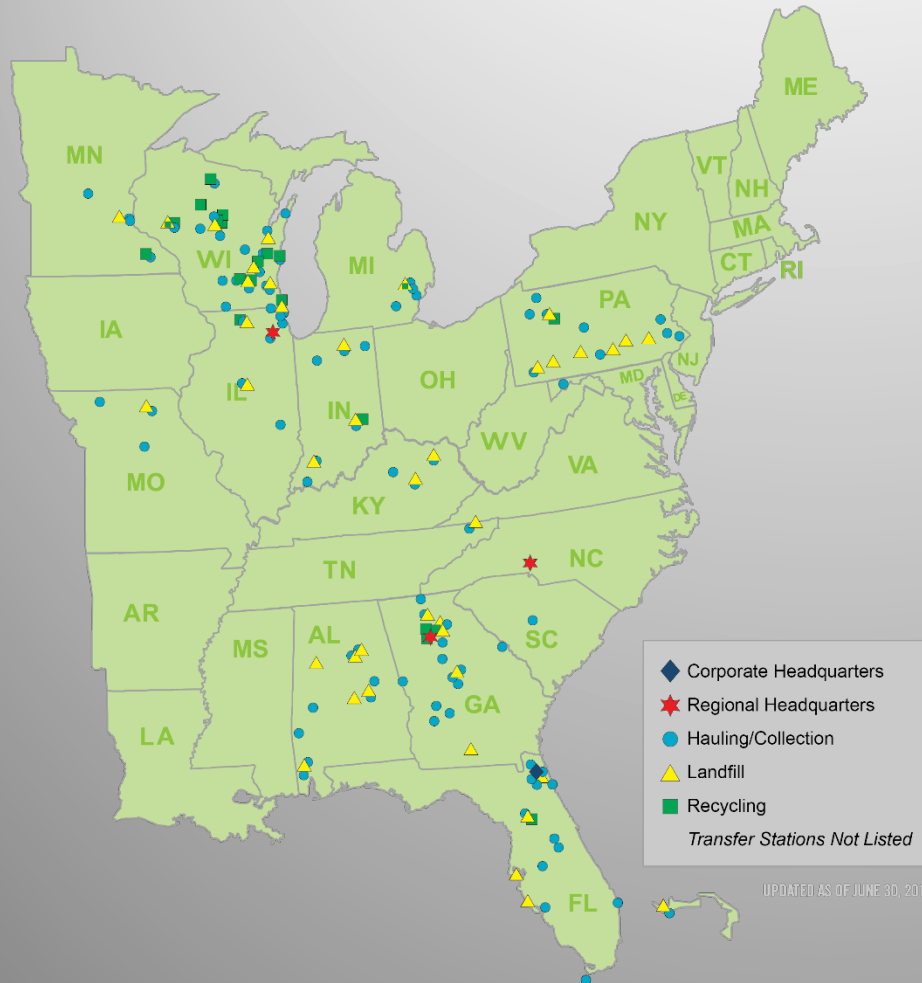 ME
MN
VT
NH
NY
MA
WI
MI
CT
RI
PA
IA
OH
NJ
MD
IL
IN
DE
WV
MO
VA
KY
TN
NC
AR
MS
AL
SC
GA
LA
FL
Corporate Headquarters
Regional Headquarters
Hauling/Collection
Landfill
Recycling
Transfer Stations Not Listed
UPDATED AS OF JUNE 30,